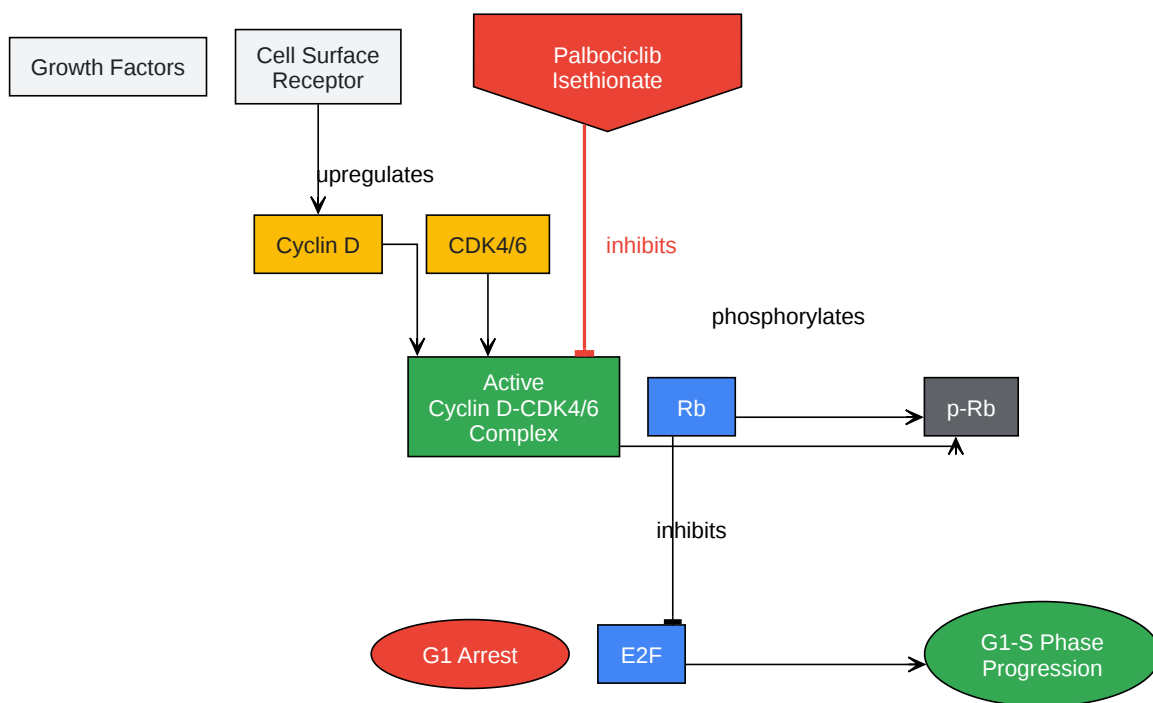 Growth Factors
Cell Surface
Receptor
Palbociclib
Isethionate
upregulates
Cyclin D
CDK4/6
inhibits
phosphorylates
Active
Cyclin D-CDK4/6
Complex
Rb
p-Rb
inhibits
G1 Arrest
E2F
G1-S Phase
Progression